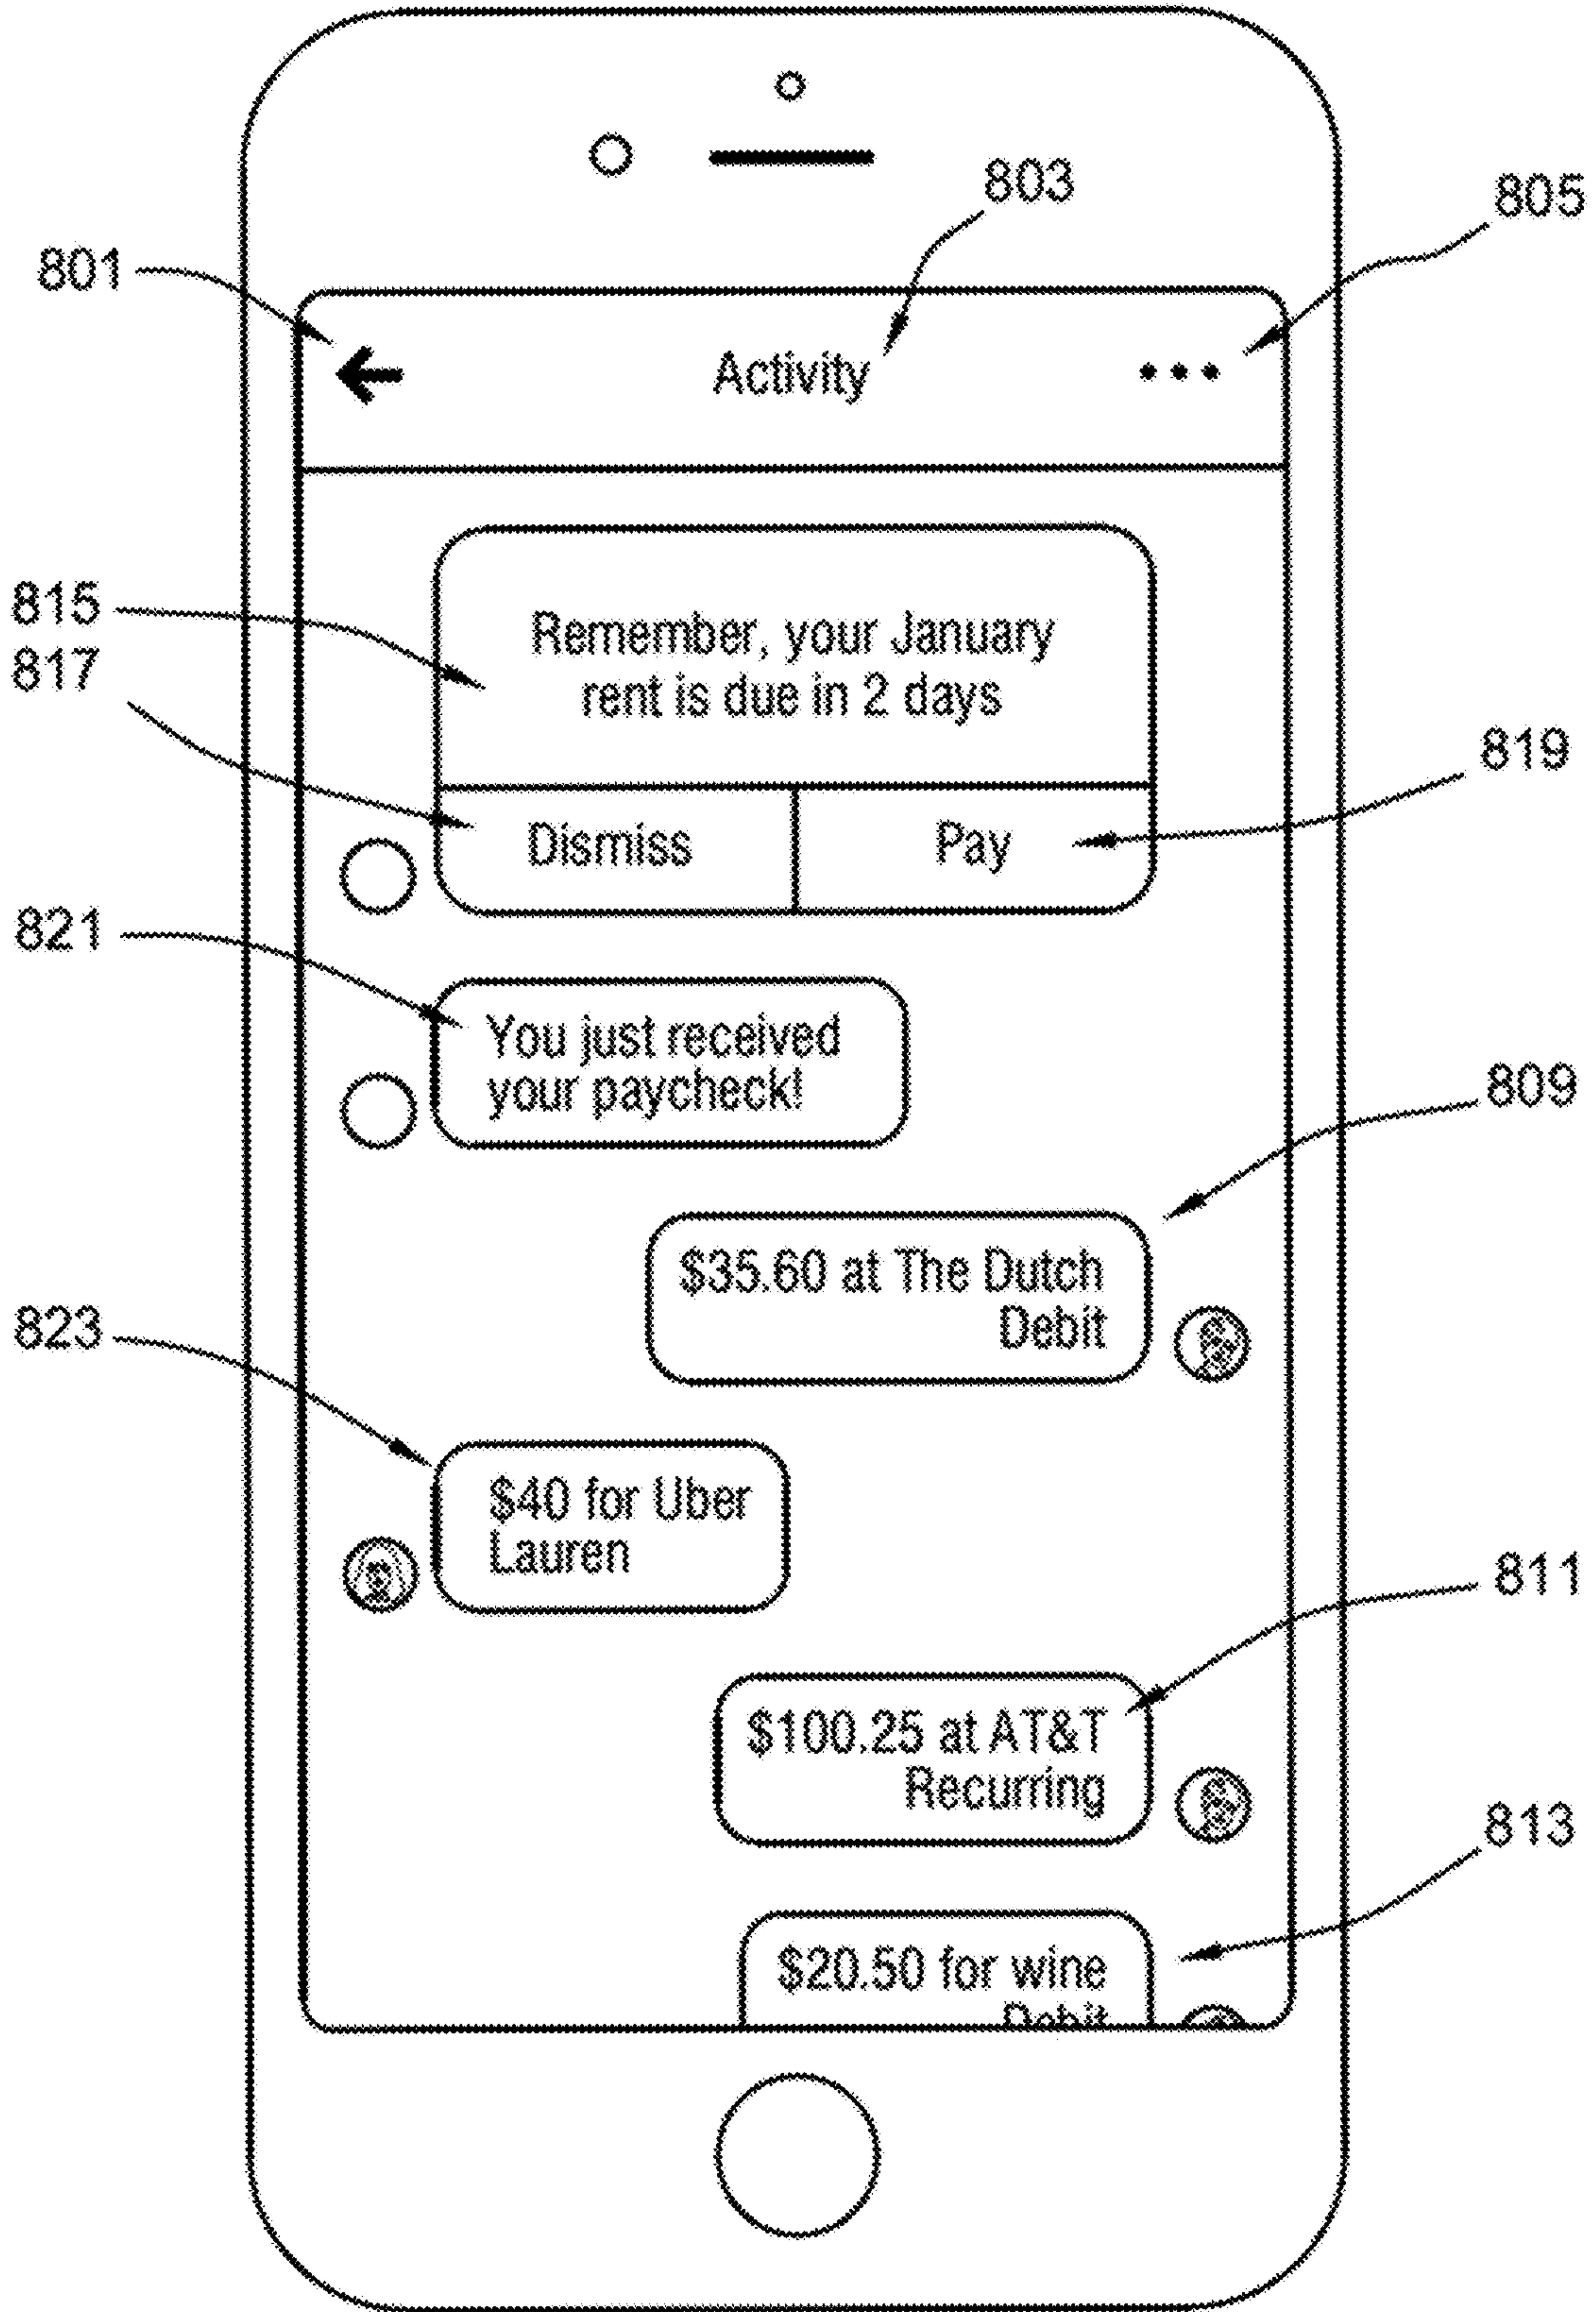 803
805
801
Activity
815
Remember, your January
rent is due in 2 days
817
819
Dismiss
Pay
821
You just received
your paycheck!
809
$35.60 at The Dutch
Debit
823
$40 for Uber
Lauren
811
$100.25 at AT&T
Recurring
813
$20.50 for wine
Debit